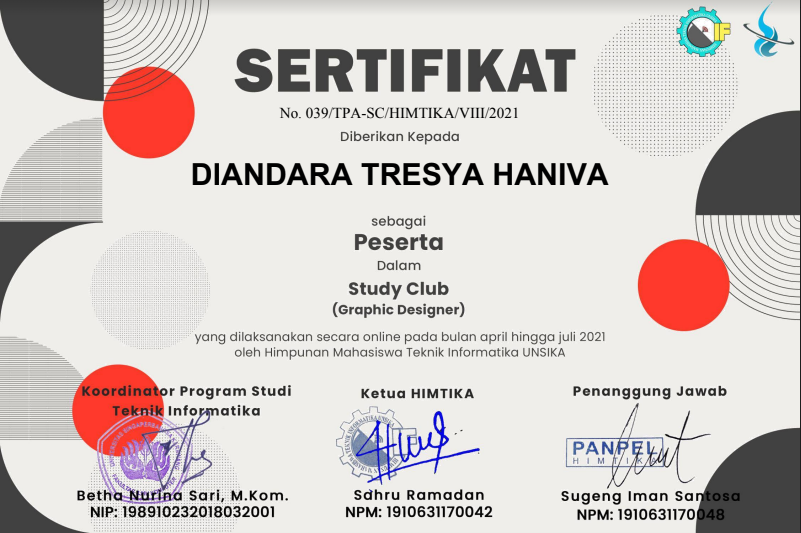 IF
SERTIFIKAT
No. 039/TPA-SC/HIMTIKA/VIII/2021
Diberikan Kepada
DIANDARA TRESYA HANIVA
sebagai
Peserta
Dalam
Study Club
(Graphic Designer)
yang dilaksanakan secara online pada bulan april hingga juli 2021
oleh Himpunan Mahasiswa Teknik Informatika UNSIKA
Koordinator Program Studi
Teknik Informatika
Betha Nurina Sari, M.Kom.
NIP: 198910232018032001
Ketua HIMTIKA
Sahru Ramadan
NPM: 1910631170042
Penanggung Jawab
PANPEL
HIMTIKA
Sugeng Iman Santosa
NPM: 1910631170048